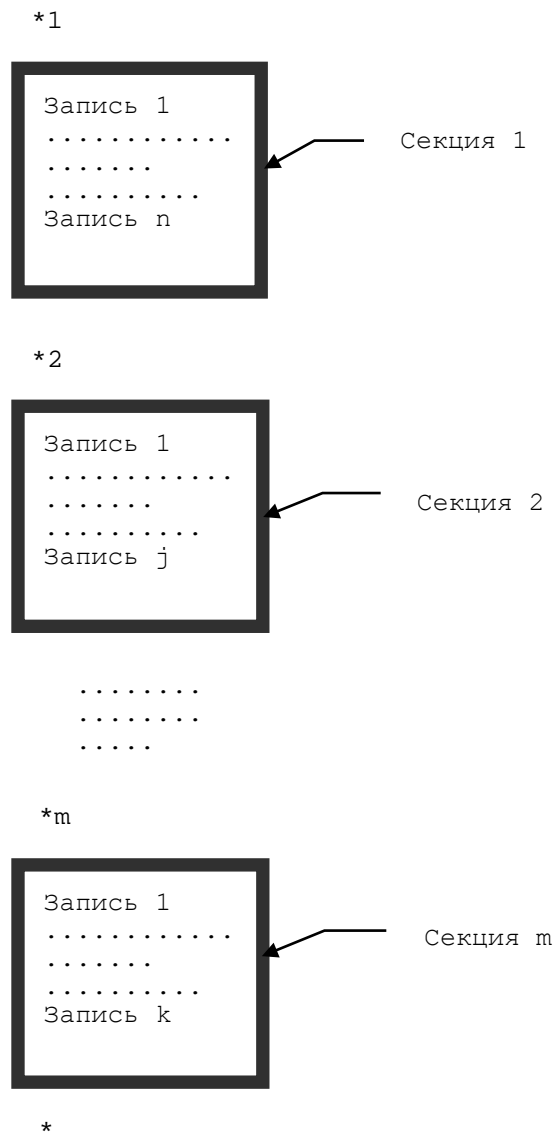 *1
Запись 1
............
.......
..........
Запись n
Секция 1
*2
Запись 1
............
.......
..........
Запись j
Секция 2
........
........
.....
*m
Запись 1
............
.......
..........
Запись k
Секция m
*